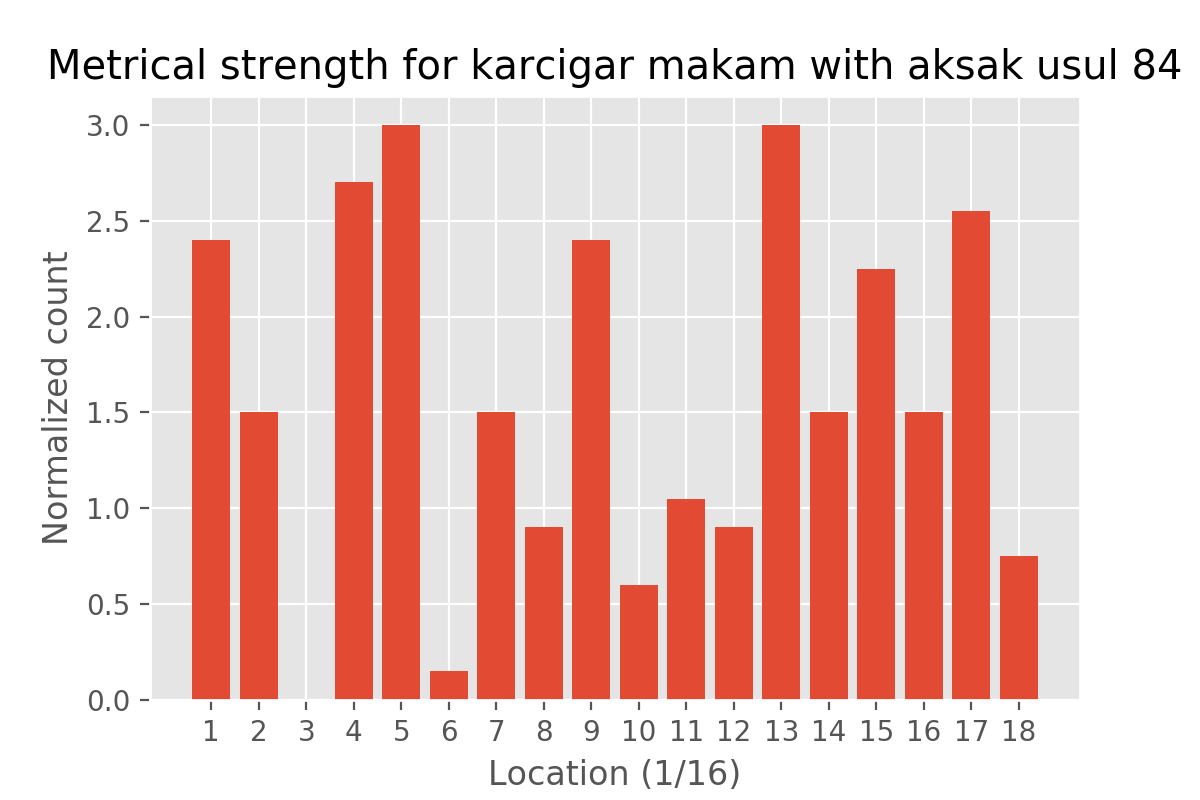 Metrical strength for karcigar makam with aksak usul 84
3.0
2.5
2.0
1.5
1.0
0.5
0.0
Normalized count
1 2 3 4 5 6 7 8 9 10 11 12 13 14 15 16 17 18
Location (1/16)